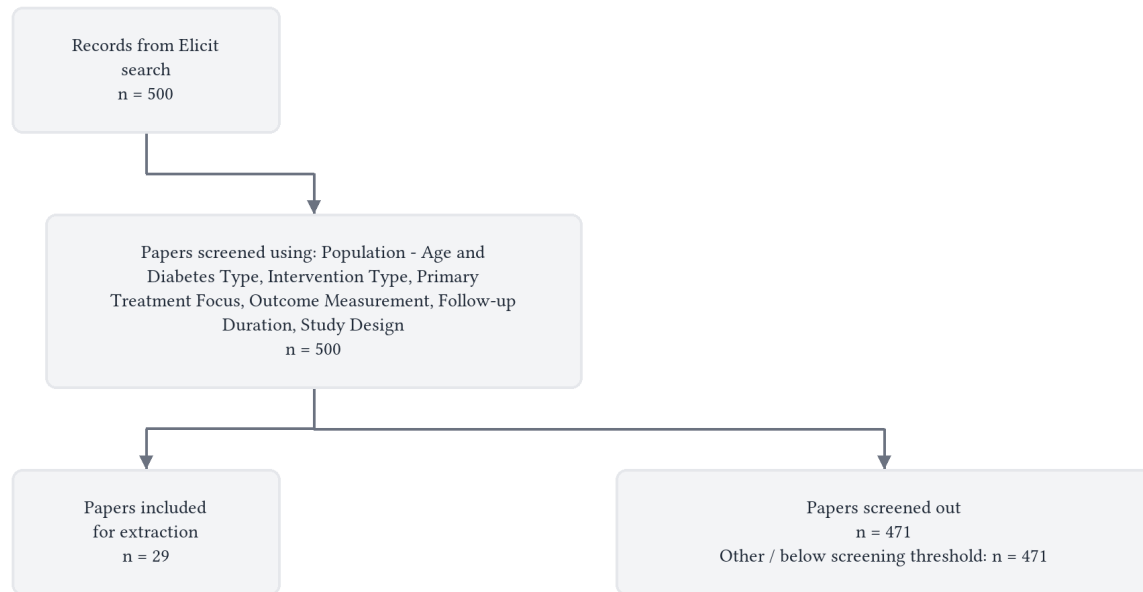 Records from Elicit
search
n = 500
Papers screened using: Population - Age and
Diabetes Type, Intervention Type, Primary
Treatment Focus, Outcome Measurement, Follow-up
Duration, Study Design
n = 500
Papers included
for extraction
n = 29
Papers screened out
n = 471
Other / below screening threshold: n = 471